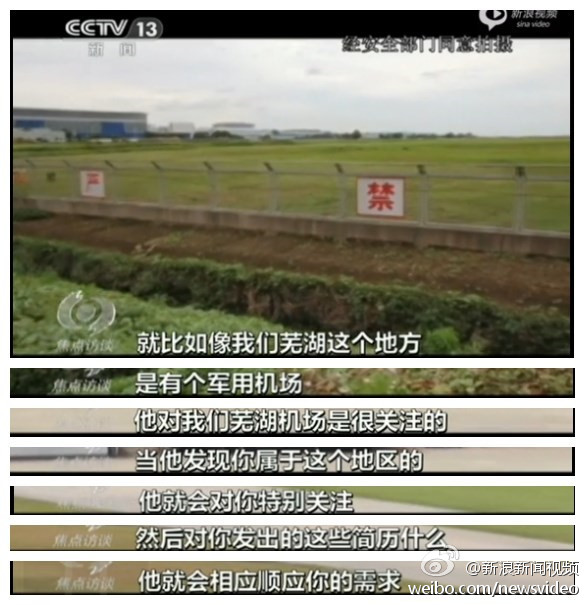 CCTV 13
新闻
新浪视频
sina video
经安全部门同意拍摄
严
禁
焦点访谈
就比如像我们芜湖这个地方
焦点访谈
是有个军用机场
他对我们芜湖机场是很关注的
当他发现你属于这个地区的
他就会对你特别关注
焦点访谈
然后对你发出的这些简历什么
焦点访谈
他就会相应顺应你的需求
@新浪新闻视频
weibo.com/newsvideo